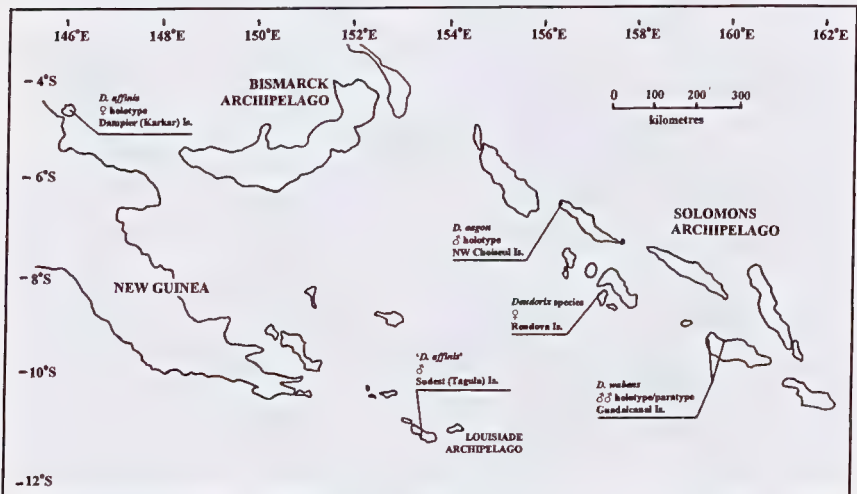 146°E 148°E 150°E 152°E 154°E 156°E 158°E 160°E 162°E
−4°S
−6°S
−8°S
−10°S
−12°S
BISMARCK
ARCHIPELAGO
D. affinis
♀ holotype
Dampier (Karkar) Is.
0 100 200 300
kilometres
SOLOMONS
ARCHIPELAGO
D. aegon
♂ holotype
NW Choiseul Is.
NEW GUINEA
Deudorix species
♀
Rendova Is.
'D. affinis'
♂
Sudest (Tagula) Is.
D. wabens
♂♂ holotype/paratype
Guadalcanal Is.
LOUISIADE
ARCHIPELAGO